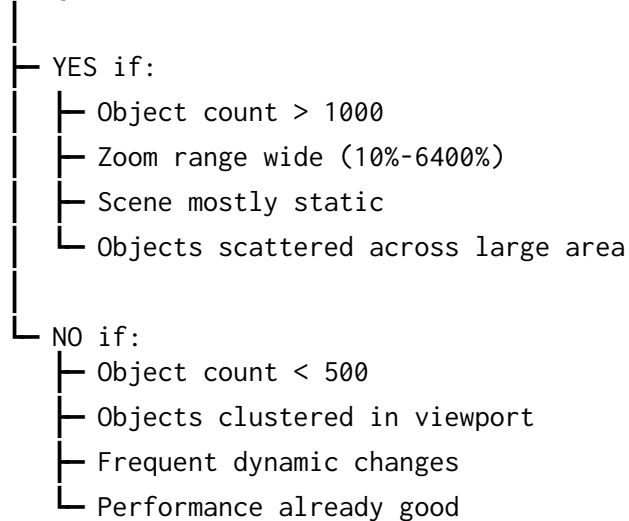 YES if:
Object count > 1000
Zoom range wide (10%-6400%)
Scene mostly static
Objects scattered across large area
NO if:
Object count < 500
Objects clustered in viewport
Frequent dynamic changes
Performance already good